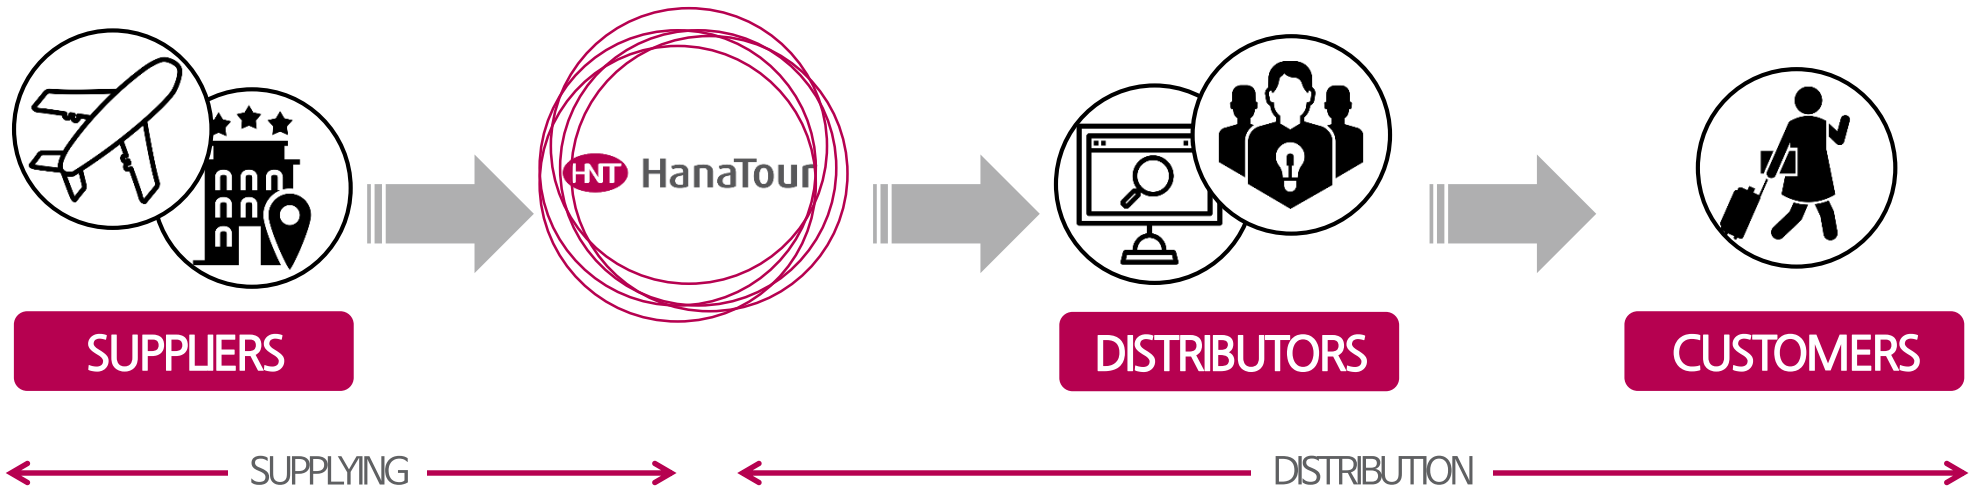 HNT HanaTour
SUPPLIERS
DISTRIBUTORS
CUSTOMERS
SUPPLYING
DISTRIBUTION